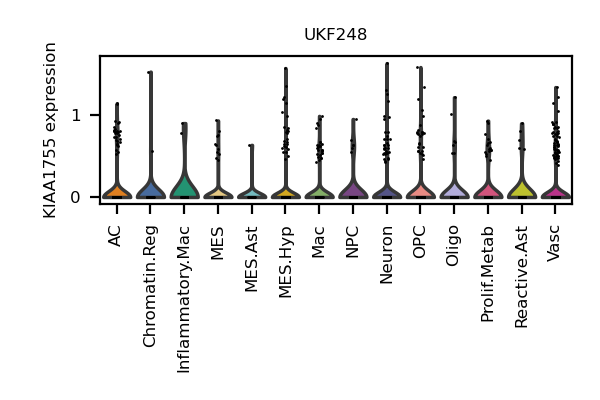 UKF248
KIAA1755 expression
1
0
AC
Chromatin.Reg
Inflammatory.Mac
MES
MES.Ast
MES.Hyp
Mac
NPC
Neuron
OPC
Oligo
Prolif.Metab
Reactive.Ast
Vasc